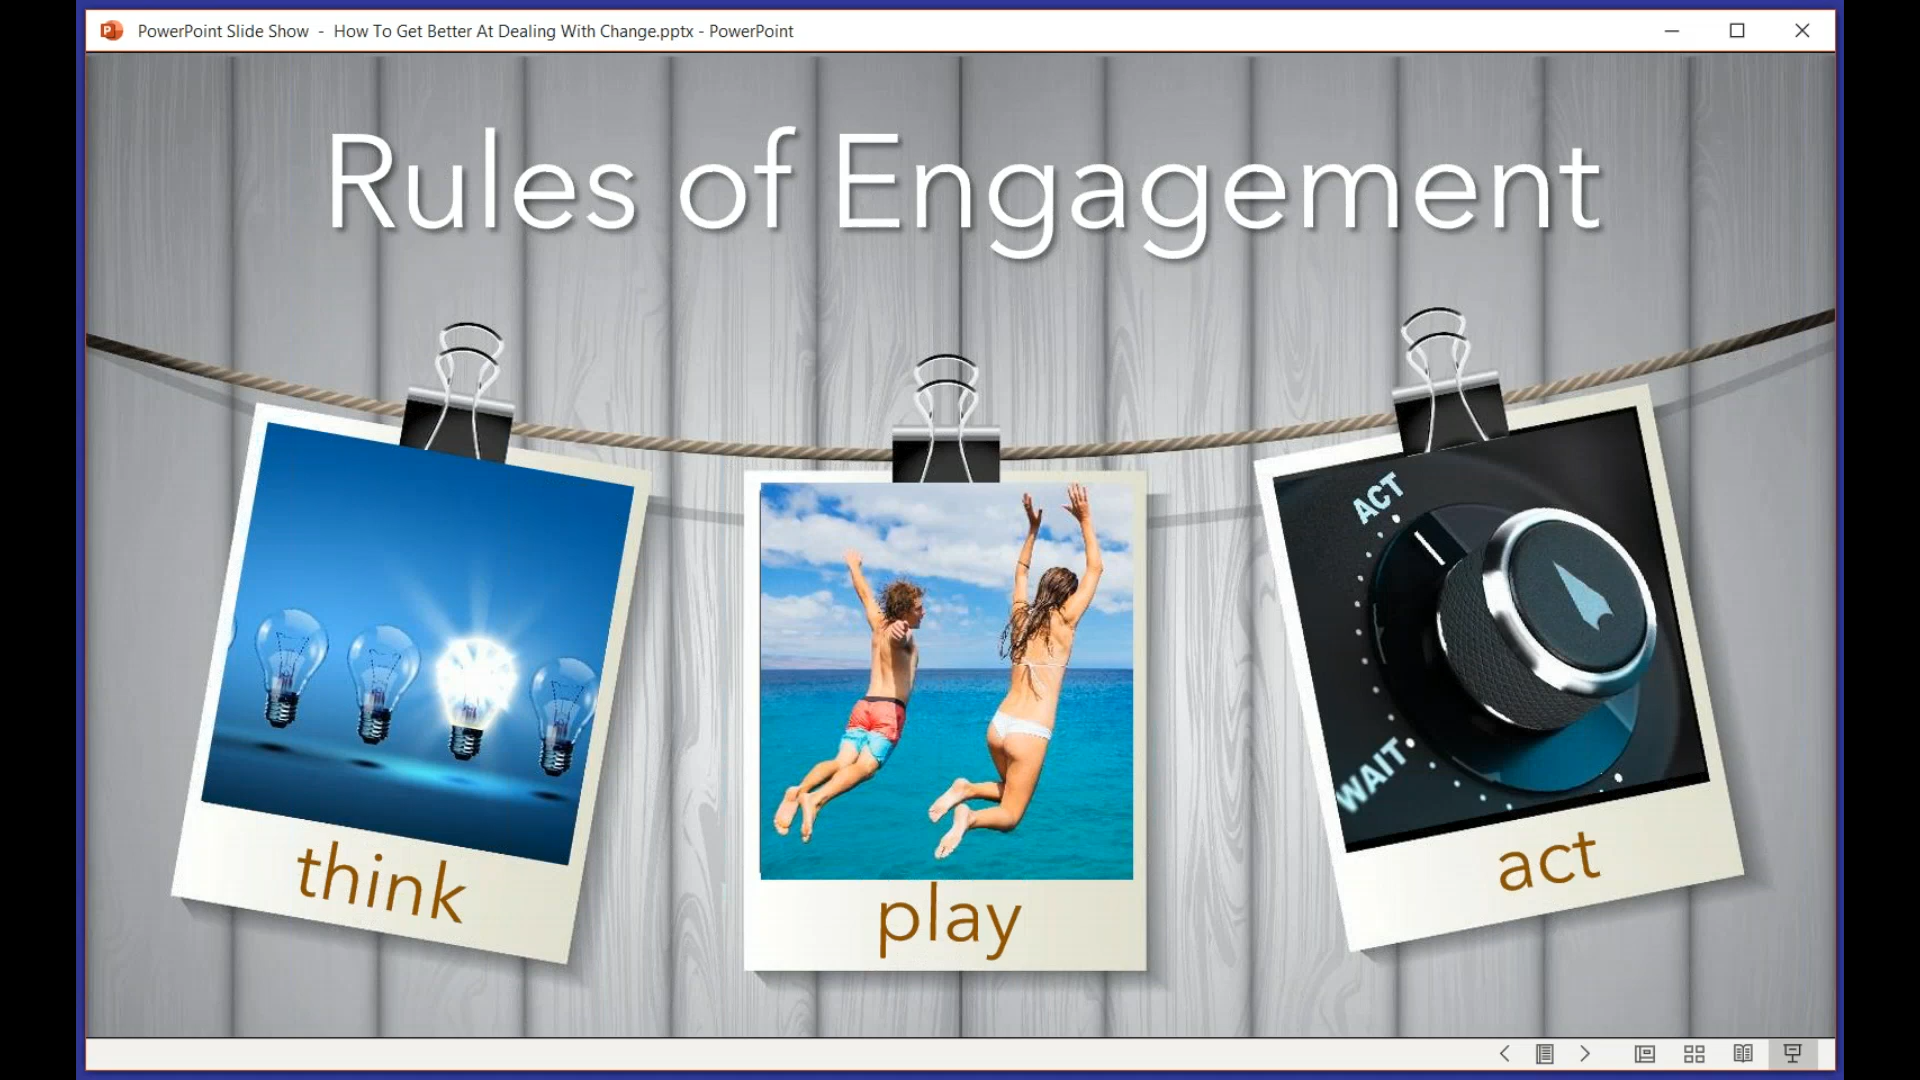 PowerPoint Slide Show - How To Get Better At Dealing With Change.pptx - PowerPoint
Rules of Engagement
ACT
WAIT
think
play
act